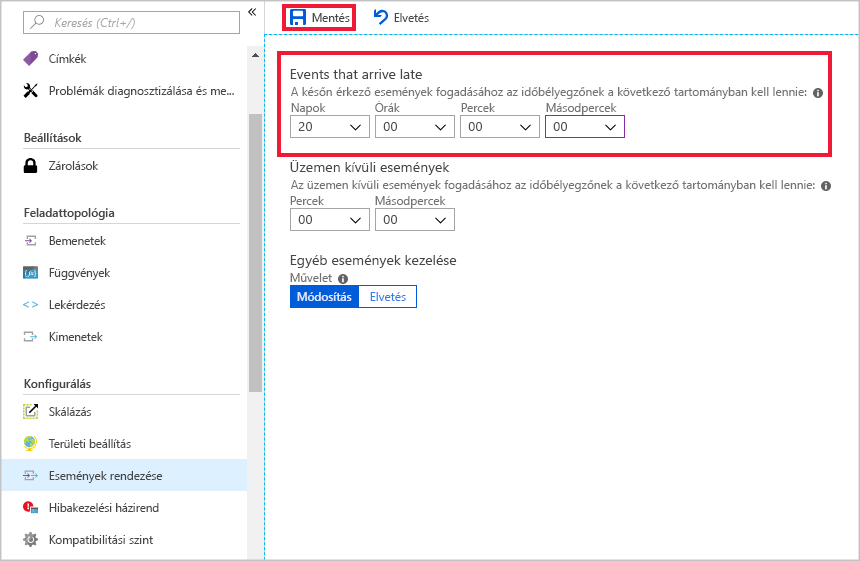 Keresés (Ctrl+/)
«
Címkék
Problémák diagnosztizálása és me...
Beállítások
Zárolások
Feladattopológia
Bemenetek
Függvények
Lekérdezés
Kimenetek
Konfigurálás
Skálázás
Területi beállítás
Események rendezése
Hibakezelési házirend
Kompatibilitási szint
Mentés Elvetés
Events that arrive late
A későn érkező események fogadásához az időbélyegzőnek a következő tartományban kell lennie:
Napok Órák Percek Másodpercek
20 00 00 00
Üzemen kívüli események
Az üzemen kívüli események fogadásához az időbélyegzőnek a következő tartományban kell lennie:
Percek Másodpercek
00 00
Egyéb események kezelése
Művelet
Módosítás Elvetés